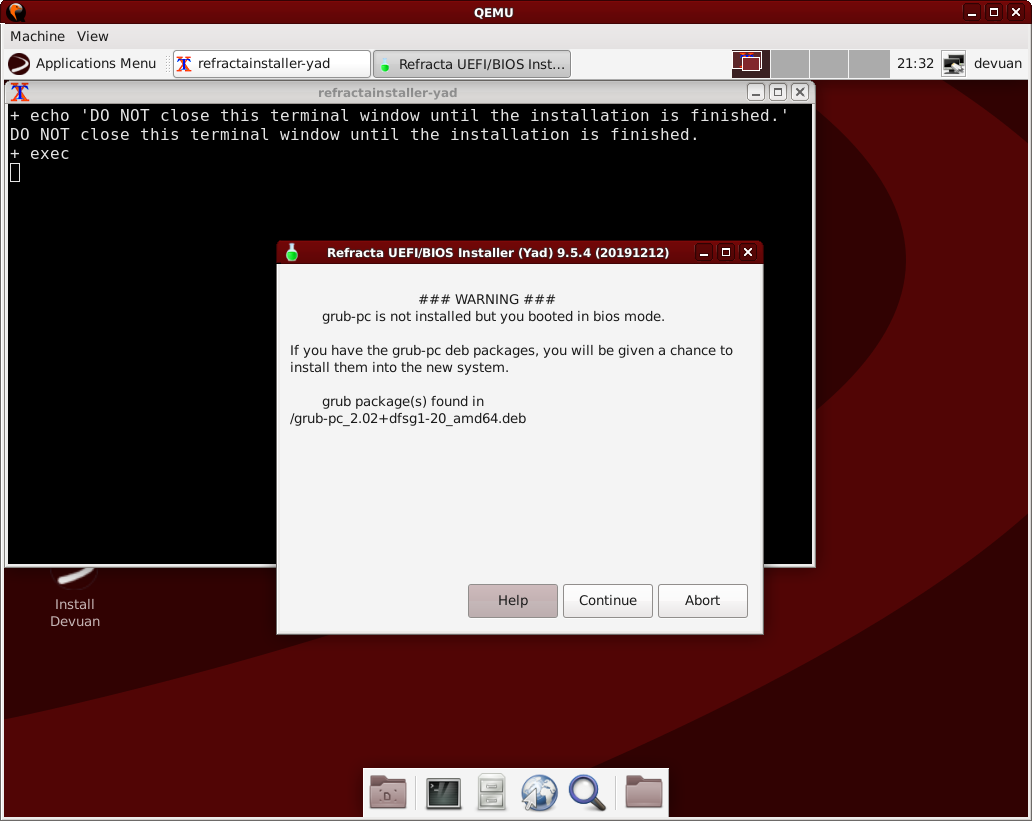 QEMU
Machine View
Applications Menu refractainstaller-yad Refracta UEFI/BIOS Inst... 21:32 devuan
refractainstaller-yad
+ echo 'DO NOT close this terminal window until the installation is finished.'
DO NOT close this terminal window until the installation is finished.
+ exec
Refracta UEFI/BIOS Installer (Yad) 9.5.4 (20191212)
### WARNING ###
grub-pc is not installed but you booted in bios mode.
If you have the grub-pc deb packages, you will be given a chance to
install them into the new system.
grub package(s) found in
/grub-pc_2.02+dfsg1-20_amd64.deb
Help Continue Abort
Install
Devuan